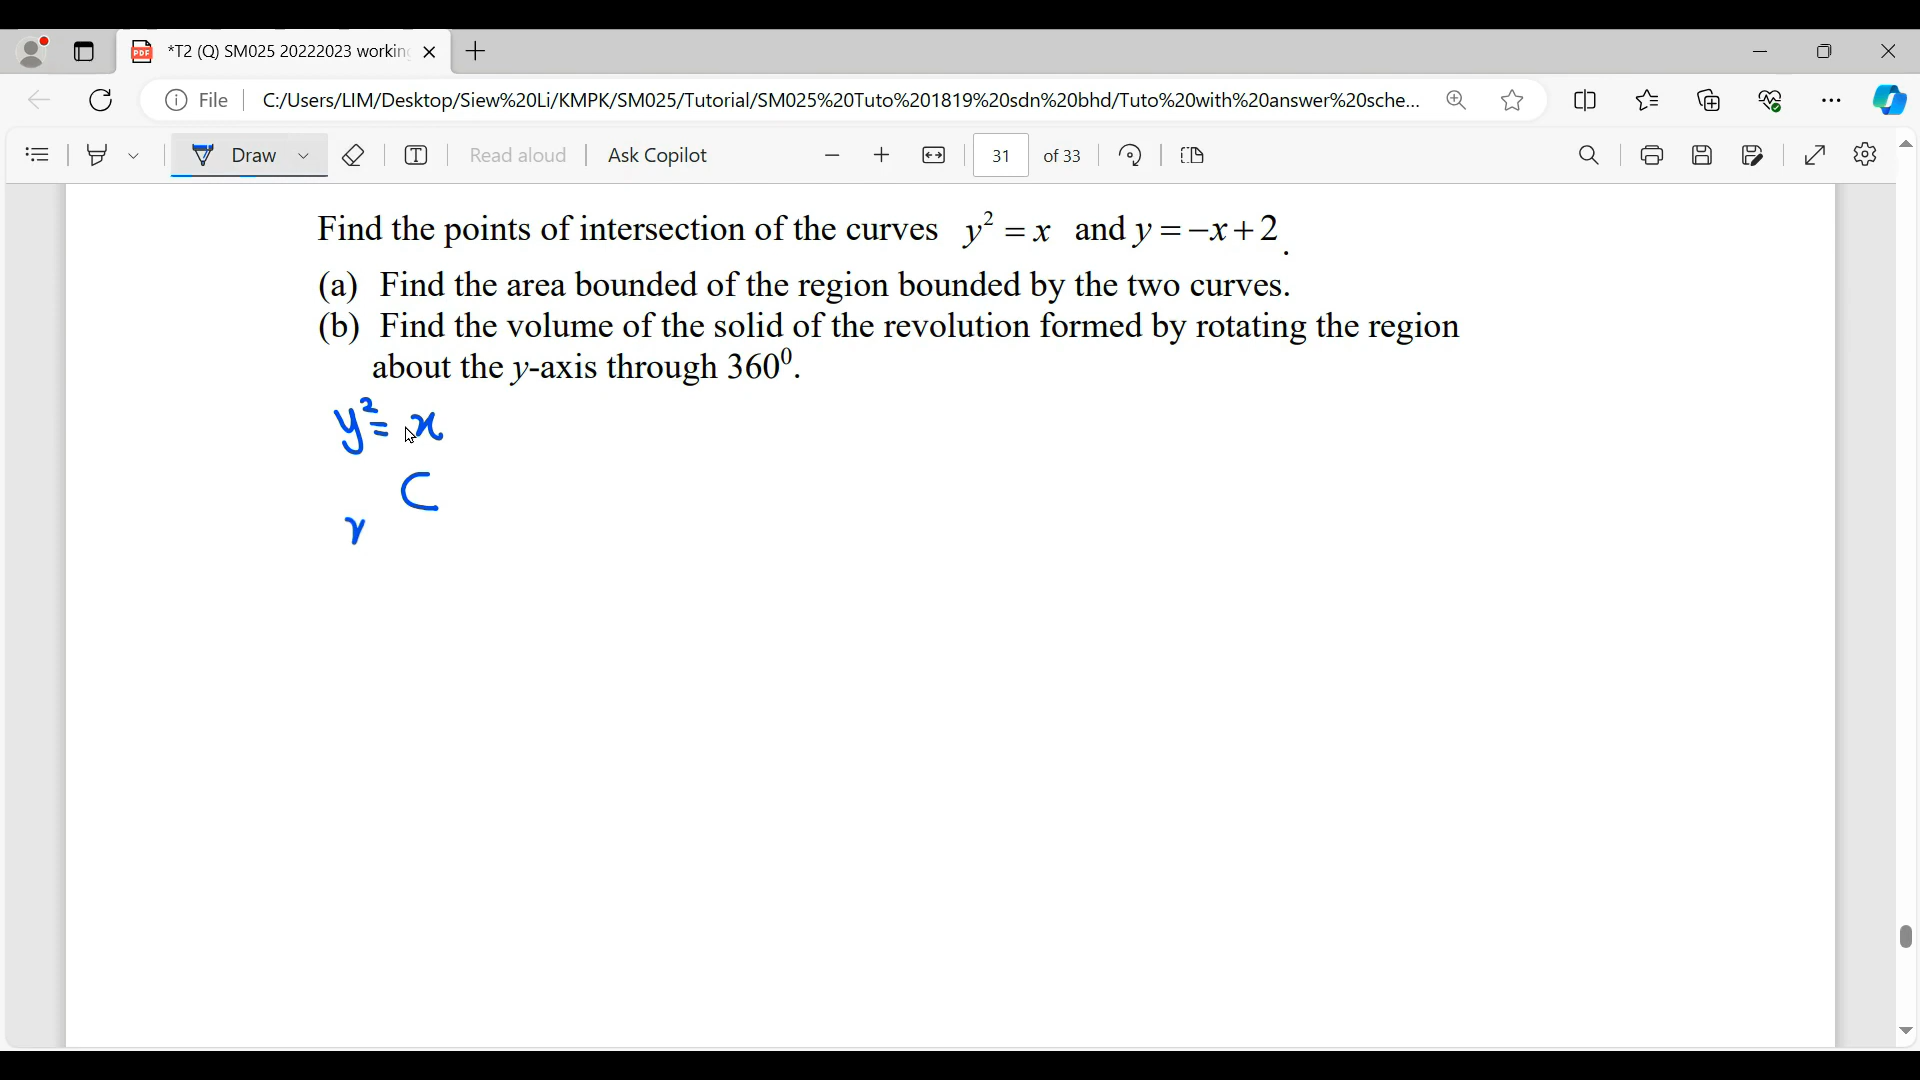 *T2 (Q) SM025 20222023 workin
File C:/Users/LIM/Desktop/Siew%20Li/KMPK/SM025/Tutorial/SM025%20Tuto%201819%20sdn%20bhd/Tuto%20with%20answer%20sche...
Draw Read aloud Ask Copilot 31 of 33
Find the points of intersection of the curves y² = x and y = −x + 2.
(a) Find the area bounded of the region bounded by the two curves.
(b) Find the volume of the solid of the revolution formed by rotating the region
about the y-axis through 360⁰.
y² = x